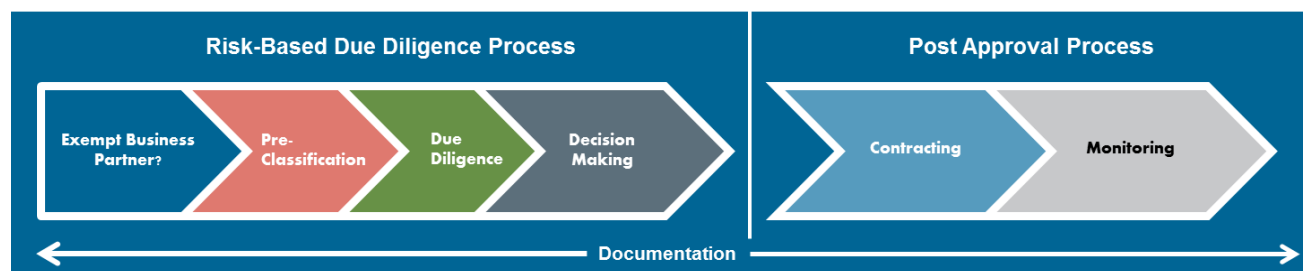 Risk-Based Due Diligence Process
Post Approval Process
Exempt Business
Partner?
Pre-
Classification
Due
Diligence
Decision
Making
Contracting
Monitoring
Documentation